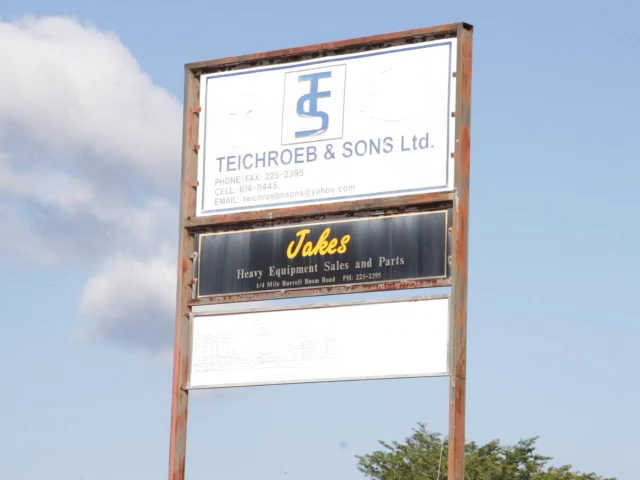 TEICHROEB & SONS Ltd.
PHONE FAX: 225-2395
CELL: 614-8445
EMAIL: teichroebnsons@yahoo.com
Jakes
Heavy Equipment Sales and Parts
1/4 Mile Burrell Boom Road PH: 225-2395